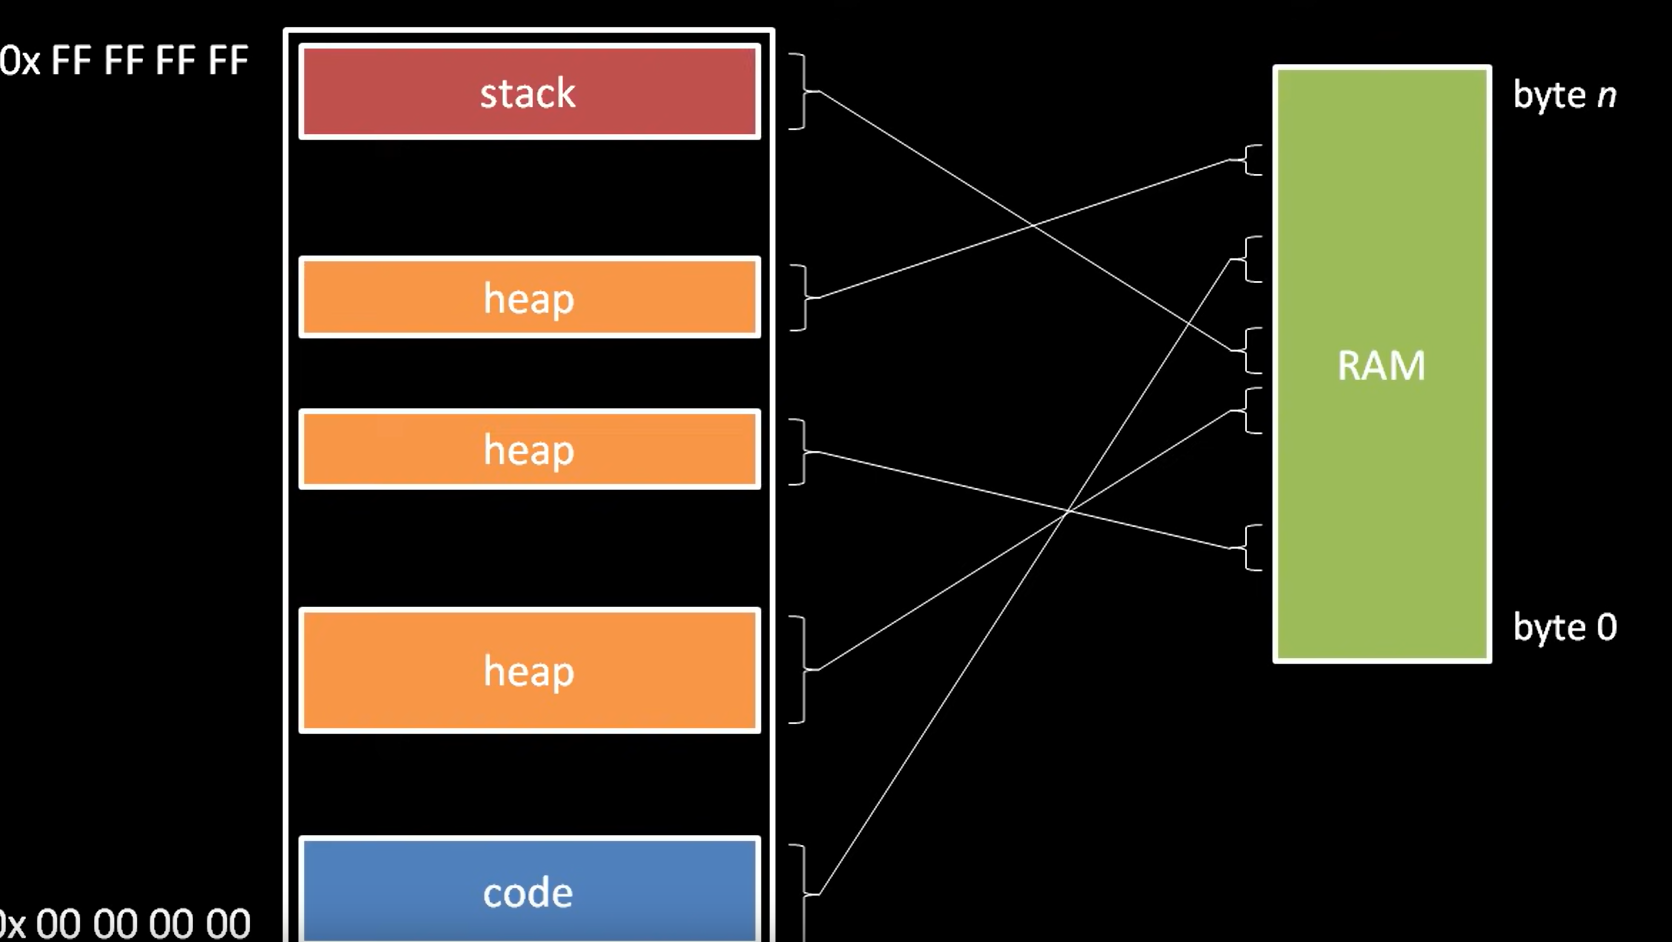 0x FF FF FF FF
stack
byte n
heap
RAM
heap
byte 0
heap
code
0x 00 00 00 00